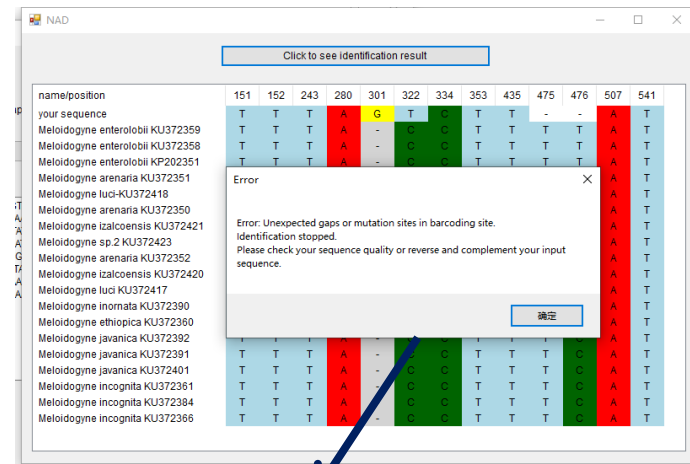 NAD
Click to see identification result
name/position 151 152 243 280 301 322 334 353 435 475 476 507 541
your sequence T T T A G T C T T - - A T
Meloidogyne enterolobii KU372359 T T T A - C C T T T T A T
Meloidogyne enterolobii KU372358 T T T A - C C T T T T A T
Meloidogyne enterolobii KP202351 T T T A - C C T T T T A T
Meloidogyne arenaria KU372351 A T
Meloidogyne luci-KU372418 A T
Meloidogyne arenaria KU372350 A T
Meloidogyne izalcoensis KU372421 A T
Meloidogyne sp.2 KU372423 A T
Meloidogyne arenaria KU372352 A T
Meloidogyne izalcoensis KU372420 A T
Meloidogyne luci KU372417 A T
Meloidogyne inornata KU372390 A T
Meloidogyne ethiopica KU372360 A T
Meloidogyne javanica KU372392 T T T A - C C T T T C A T
Meloidogyne javanica KU372391 T T T A - C C T T T C A T
Meloidogyne javanica KU372401 T T T A - C C T T T C A T
Meloidogyne incognita KU372361 T T T A - C C T T T C A T
Meloidogyne incognita KU372384 T T T A - C C T T T C A T
Meloidogyne incognita KU372366 T T T A - C C T T T C A T
Error
Error: Unexpected gaps or mutation sites in barcoding site.
Identification stopped.
Please check your sequence quality or reverse and complement your input
sequence.
确定